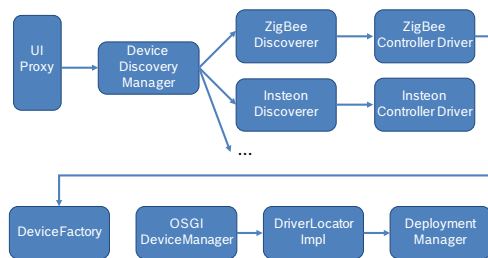 UI
Proxy
Device
Discovery
Manager
ZigBee
Discoverer
ZigBee
Controller Driver
Insteon
Discoverer
Insteon
Controller Driver
...
DeviceFactory
OSGI
DeviceManager
DriverLocator
Impl
Deployment
Manager